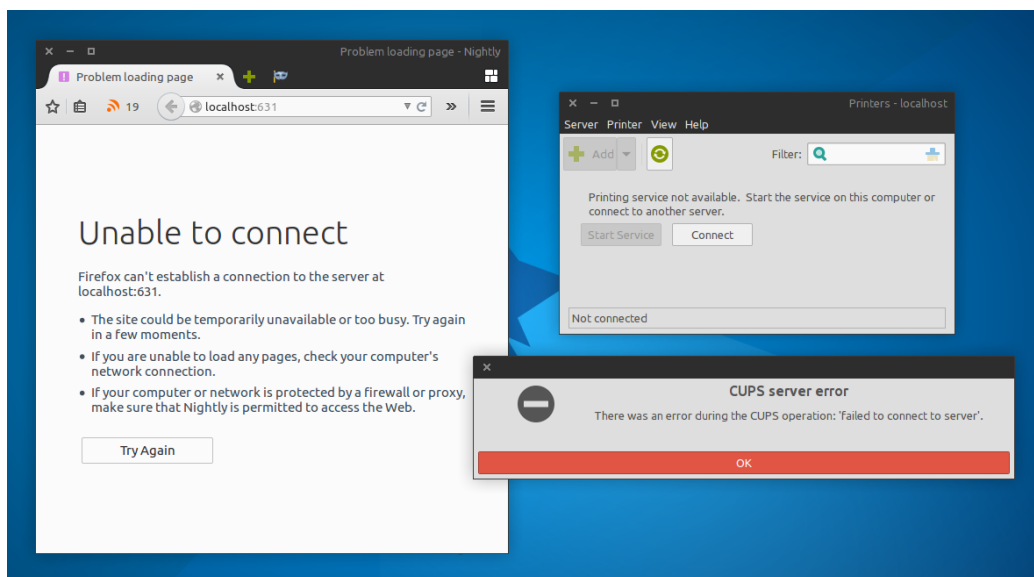 Problem loading page - Nightly
Problem loading page
19
localhost:631
Unable to connect
Firefox can't establish a connection to the server at
localhost:631.
• The site could be temporarily unavailable or too busy. Try again
in a few moments.
• If you are unable to load any pages, check your computer's
network connection.
• If your computer or network is protected by a firewall or proxy,
make sure that Nightly is permitted to access the Web.
Try Again
Printers - localhost
Server Printer View Help
Add
Filter:
Printing service not available. Start the service on this computer or
connect to another server.
Start Service
Connect
Not connected
CUPS server error
There was an error during the CUPS operation: 'failed to connect to server'.
OK